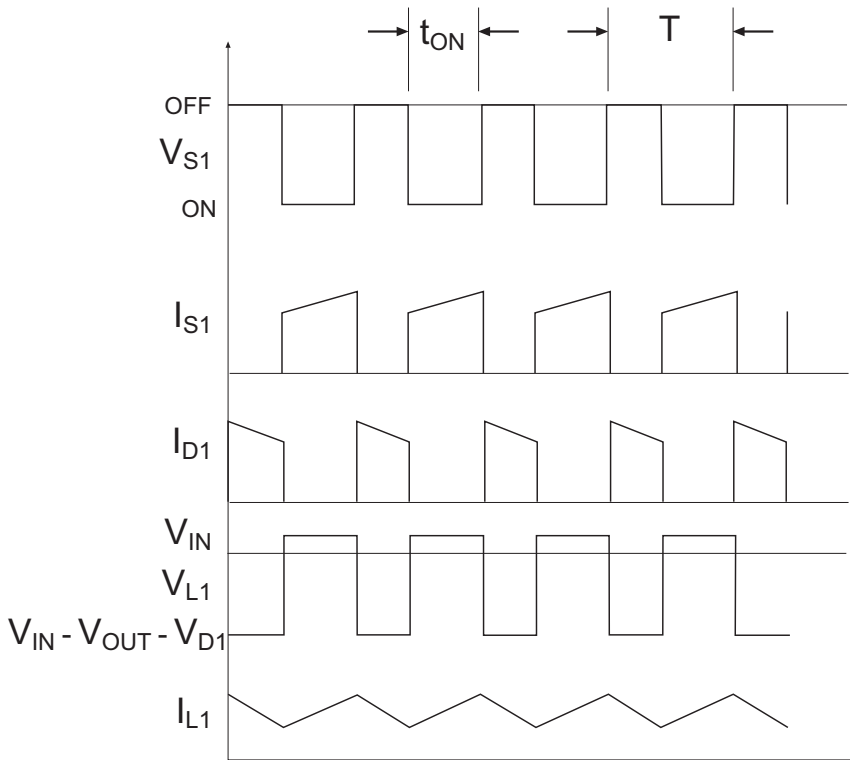 tON
T
OFF
VS1
ON
IS1
ID1
VIN
VL1
VIN - VOUT - VD1
IL1